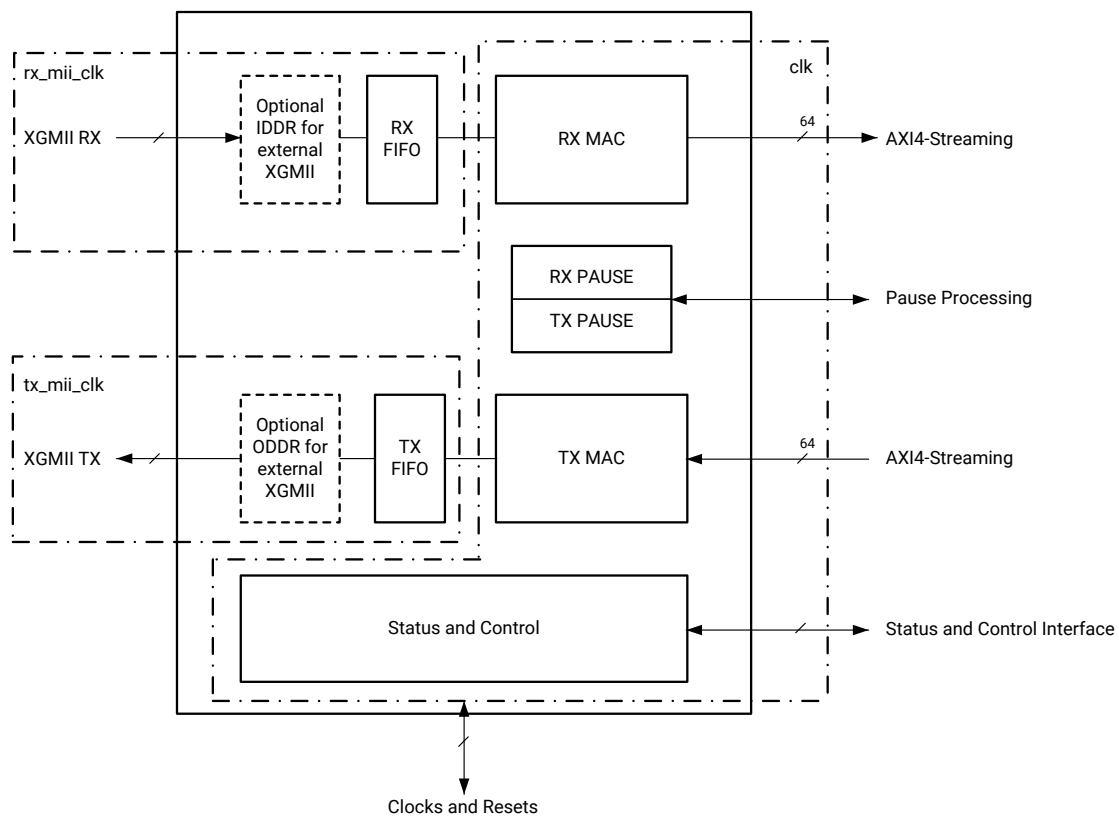 rx_mii_clk
clk
XGMII RX
Optional
IDDR for
external
XGMII
RX
FIFO
RX MAC
64
AXI4-Streaming
RX PAUSE
TX PAUSE
Pause Processing
tx_mii_clk
XGMII TX
Optional
ODDR for
external
XGMII
TX
FIFO
TX MAC
64
AXI4-Streaming
Status and Control
Status and Control Interface
Clocks and Resets